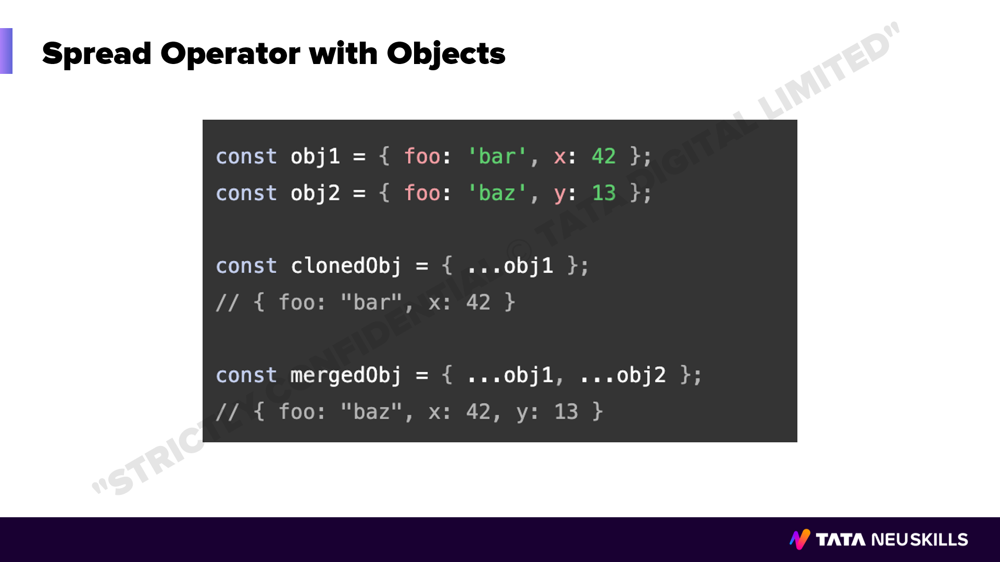 Spread Operator with Objects
const obj1 = { foo: 'bar', x: 42 };
const obj2 = { foo: 'baz', y: 13 };
const clonedObj = { ...obj1 };
// { foo: "bar", x: 42 }
const mergedObj = { ...obj1, ...obj2 };
// { foo: "baz", x: 42, y: 13 }
"STRICTLY CONFIDENTIAL © TATA DIGITAL LIMITED"
TATA NEUSKILLS